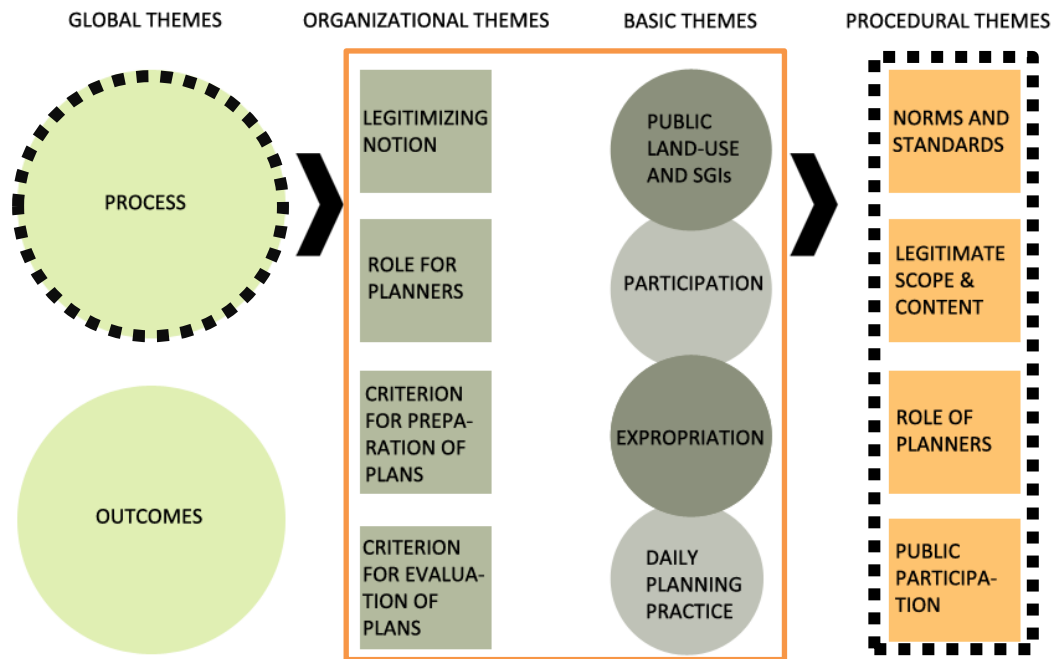 GLOBAL THEMES
ORGANIZATIONAL THEMES
BASIC THEMES
PROCEDURAL THEMES
PROCESS
OUTCOMES
LEGITIMIZING
NOTION
ROLE FOR
PLANNERS
CRITERION
FOR PREPA-
RATION OF
PLANS
CRITERION
FOR EVALUA-
TION OF
PLANS
PUBLIC
LAND-USE
AND SGIs
PARTICIPATION
EXPROPRIATION
DAILY
PLANNING
PRACTICE
NORMS AND
STANDARDS
LEGITIMATE
SCOPE &
CONTENT
ROLE OF
PLANNERS
PUBLIC
PARTICIPA-
TION